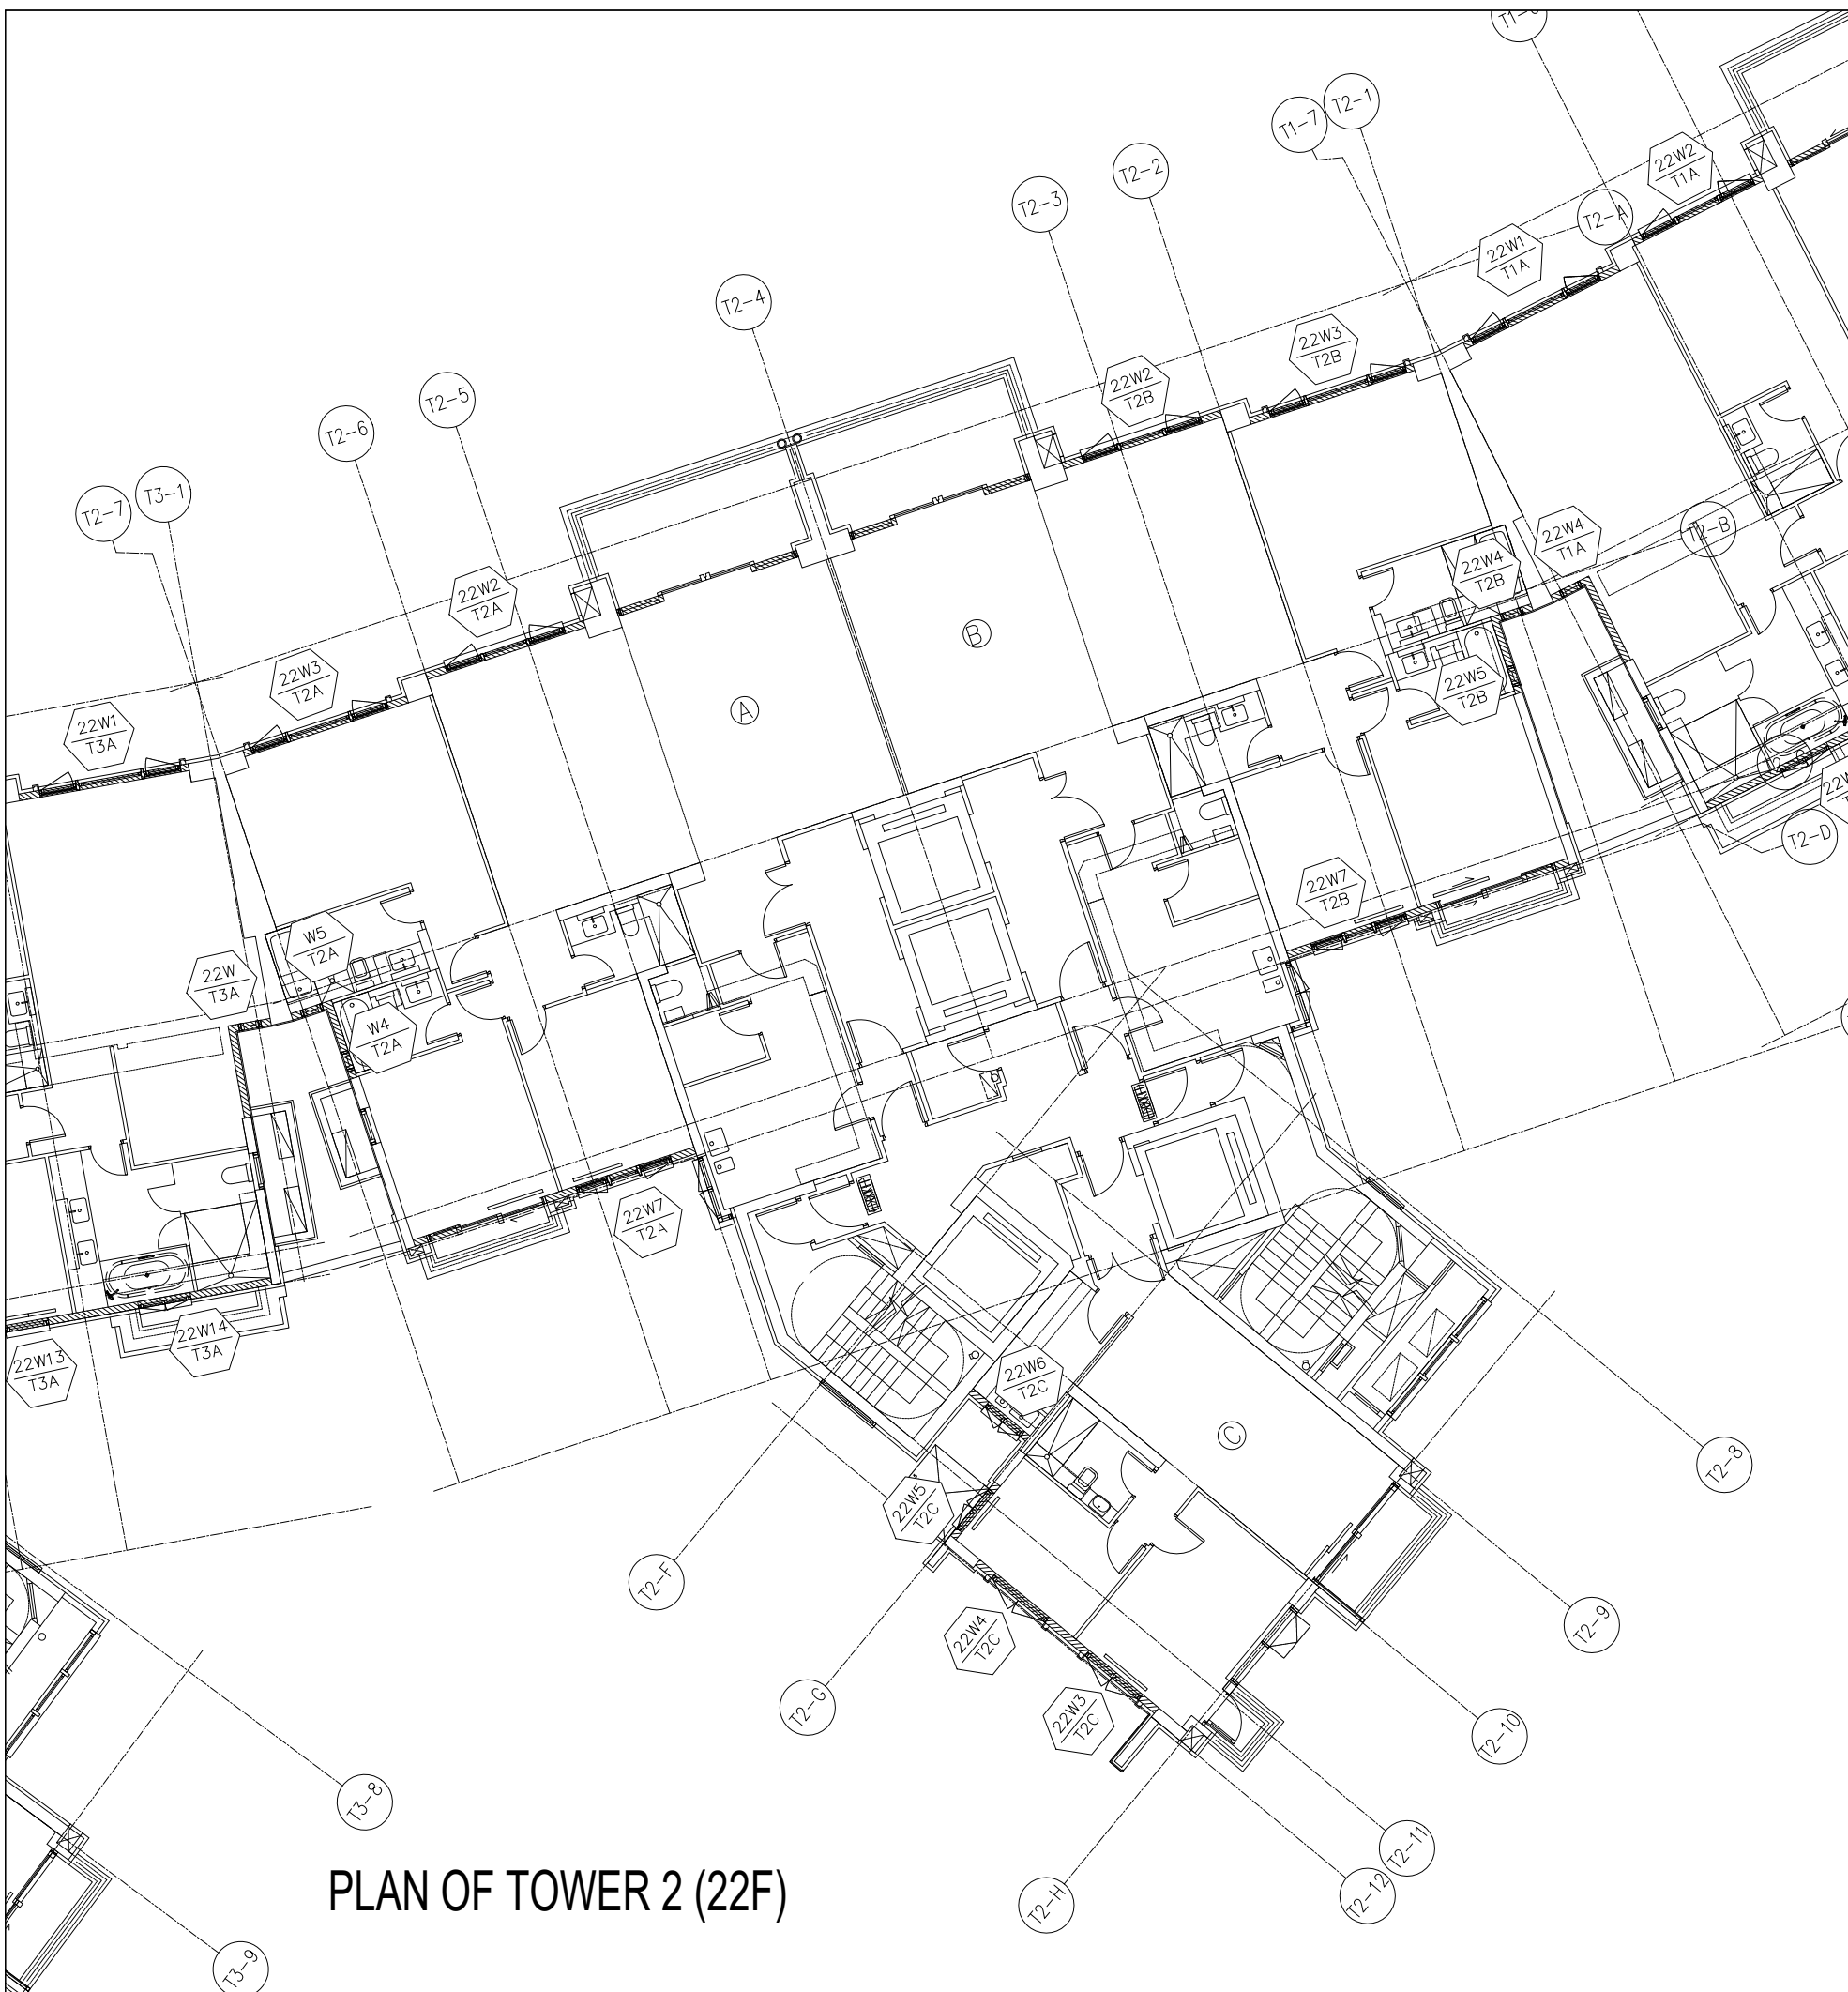 T1-7
T2-1
22W2
T1A
T2-2
T2-3
T2-A
22W1
T1A
T2-4
22W3
T2B
22W2
T2B
T2-5
T2-6
T3-1
T2-7
22W4
T1A
T2-B
22W4
T2B
22W2
T2A
B
22W3
T2A
22W5
T2B
A
22W1
T3A
T2-D
22W7
T2B
W5
T2A
22W
T3A
W4
T2A
22W7
T2A
22W14
T3A
22W13
T3A
22W6
T2C
C
T2-8
22W5
T2C
T2-F
T2-9
22W4
T2C
T2-G
22W3
T2C
T2-10
T3-8
T2-11
T2-12
T2-H
PLAN OF TOWER 2 (22F)
T3-9